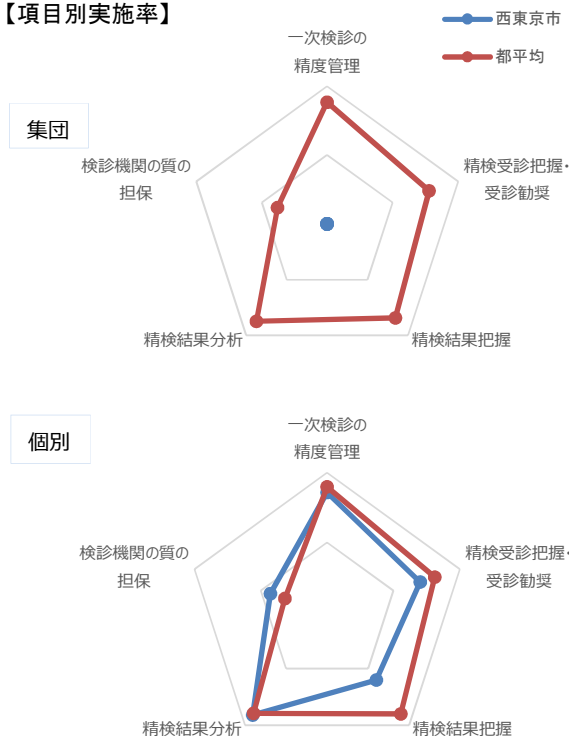 【項目別実施率】
西東京市
都平均
集団
一次検診の
精度管理
精検受診把握・
受診勧奨
精検結果把握
精検結果分析
検診機関の質の
担保
個別
一次検診の
精度管理
精検受診把握・
受診勧奨
精検結果把握
精検結果分析
検診機関の質の
担保